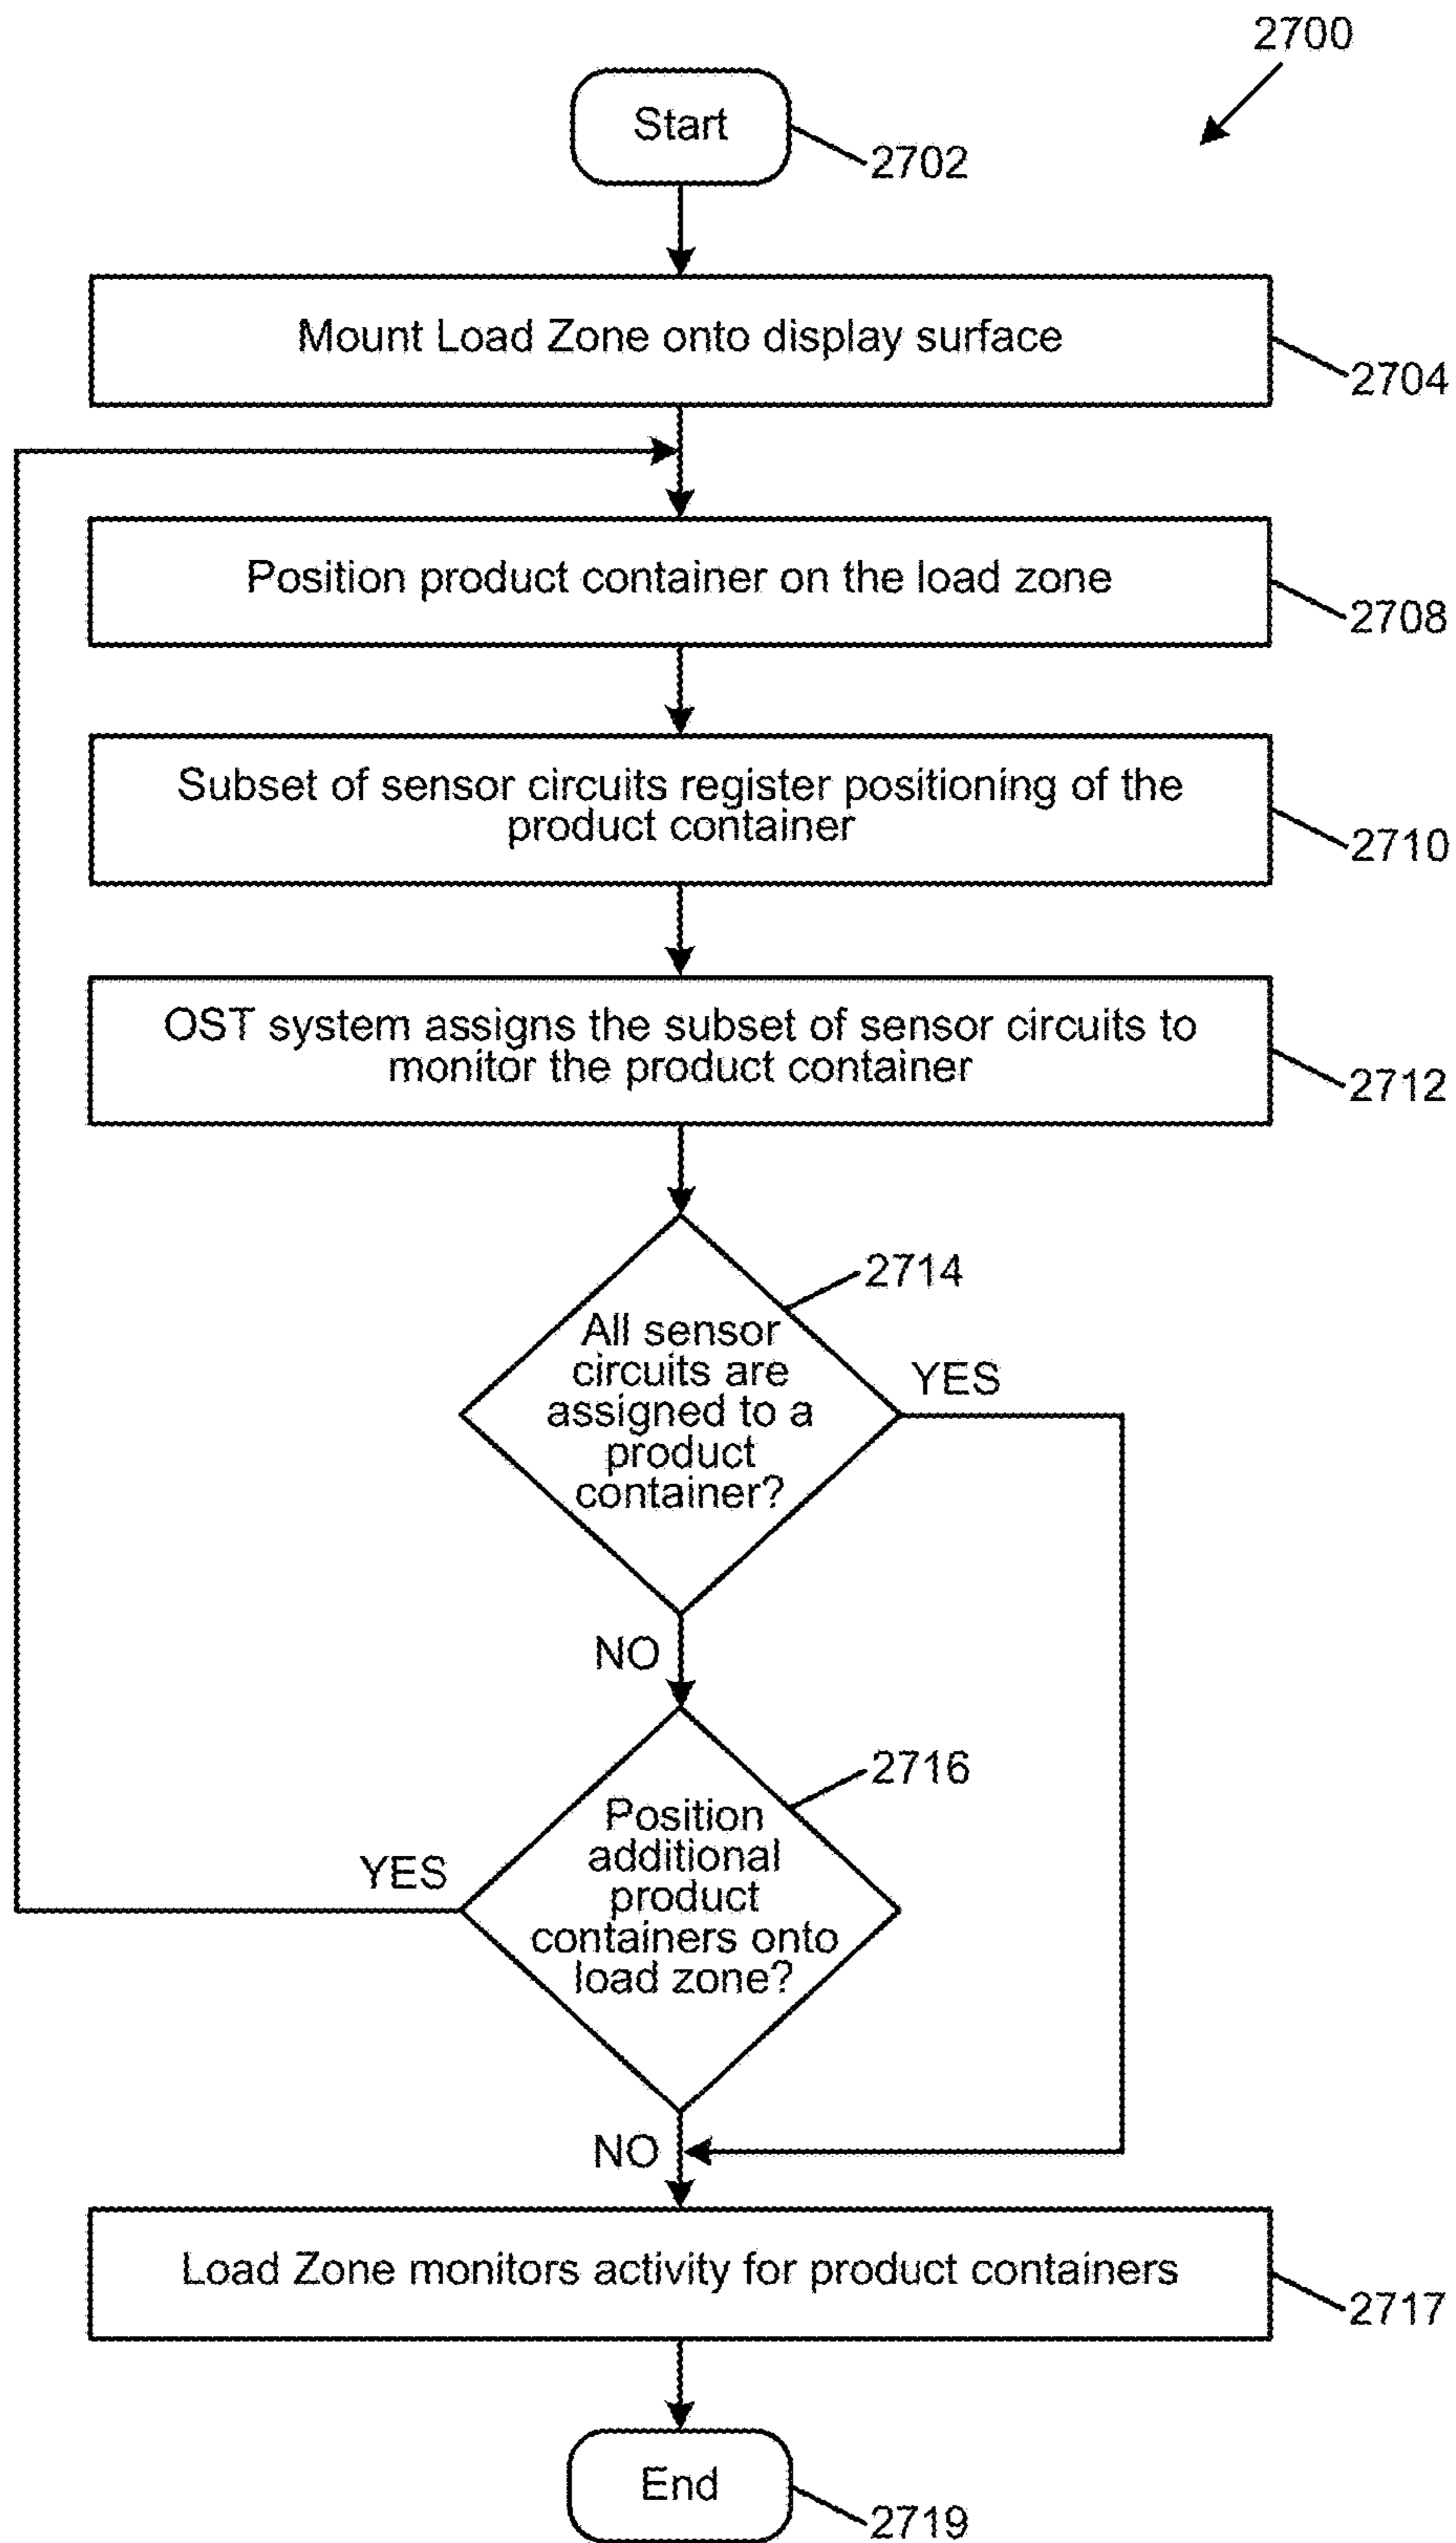 2700
Start
2702
Mount Load Zone onto display surface
2704
Position product container on the load zone
2708
Subset of sensor circuits register positioning of the
product container
2710
OST system assigns the subset of sensor circuits to
monitor the product container
2712
2714
All sensor
circuits are
assigned to a
product
container?
YES
NO
2716
Position
additional
product
containers onto
load zone?
YES
NO
Load Zone monitors activity for product containers
2717
End
2719